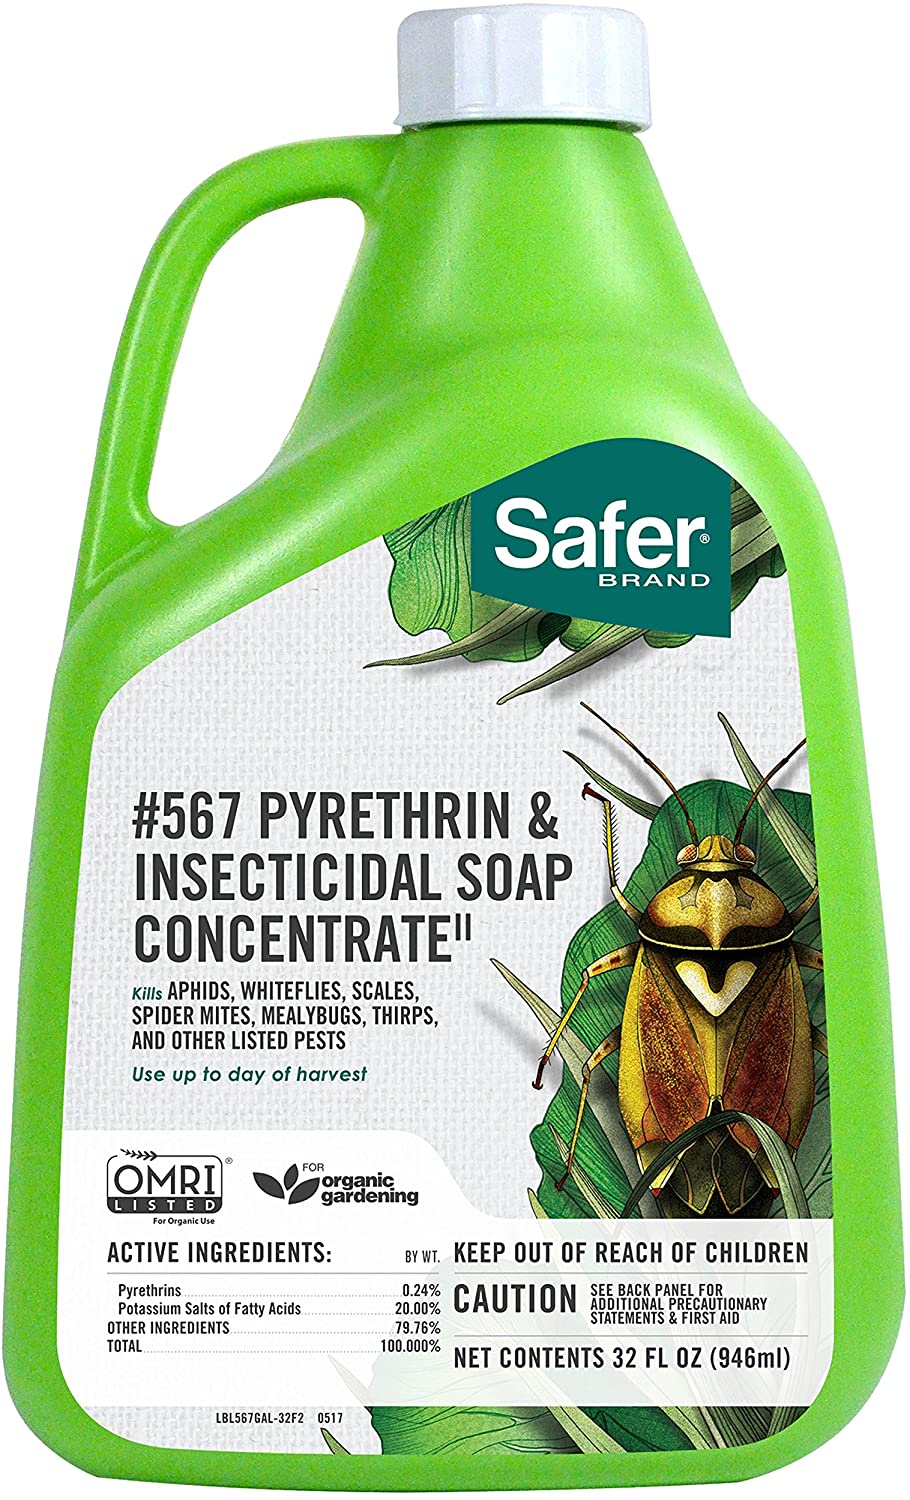 Safer®
BRAND
#567 PYRETHRIN &
INSECTICIDAL SOAP
CONCENTRATE"
Kills APHIDS, WHITEFLIES, SCALES,
SPIDER MITES, MEALYBUGS, THIRPS,
AND OTHER LISTED PESTS
Use up to day of harvest
OMRI®
LISTED
For Organic Use
FOR
organic
gardening
ACTIVE INGREDIENTS: BY WT.
Pyrethrins 0.24%
Potassium Salts of Fatty Acids 20.00%
OTHER INGREDIENTS 79.76%
TOTAL 100.000%
KEEP OUT OF REACH OF CHILDREN
CAUTION
SEE BACK PANEL FOR
ADDITIONAL PRECAUTIONARY
STATEMENTS & FIRST AID
NET CONTENTS 32 FL OZ (946ml)
LBL567GAL-32F2 0517